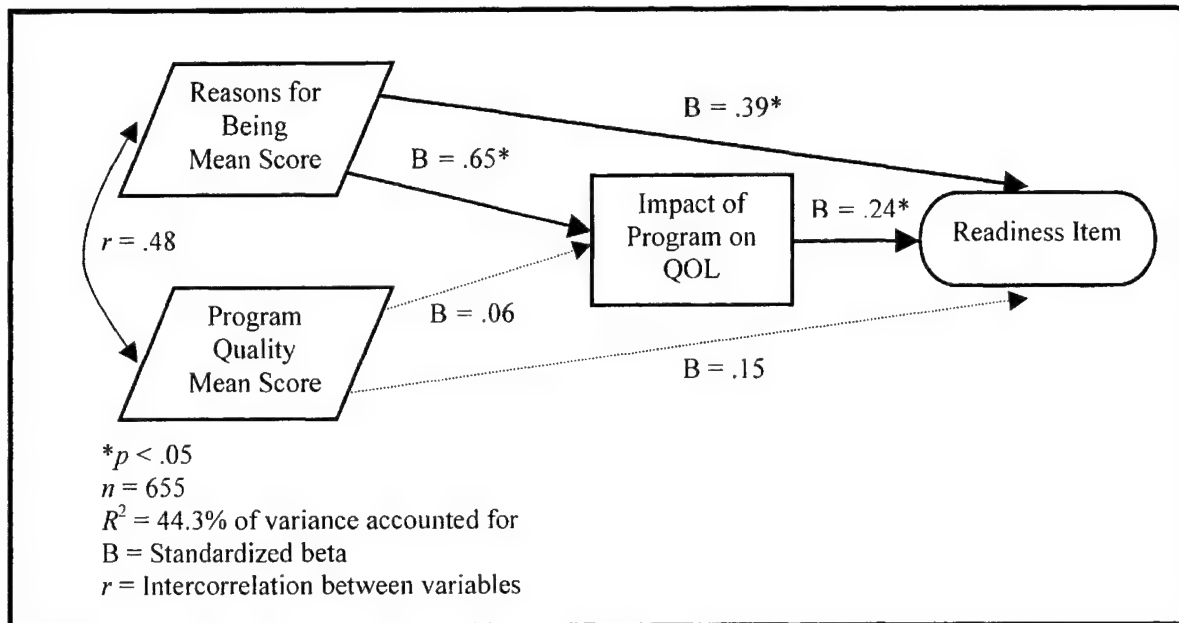 Reasons for
Being
Mean Score
B = .39*
B = .65*
Impact of
Program on
QOL
B = .24*
Readiness Item
r = .48
Program
Quality
Mean Score
B = .06
B = .15
*p < .05
n = 655
R² = 44.3% of variance accounted for
B = Standardized beta
r = Intercorrelation between variables